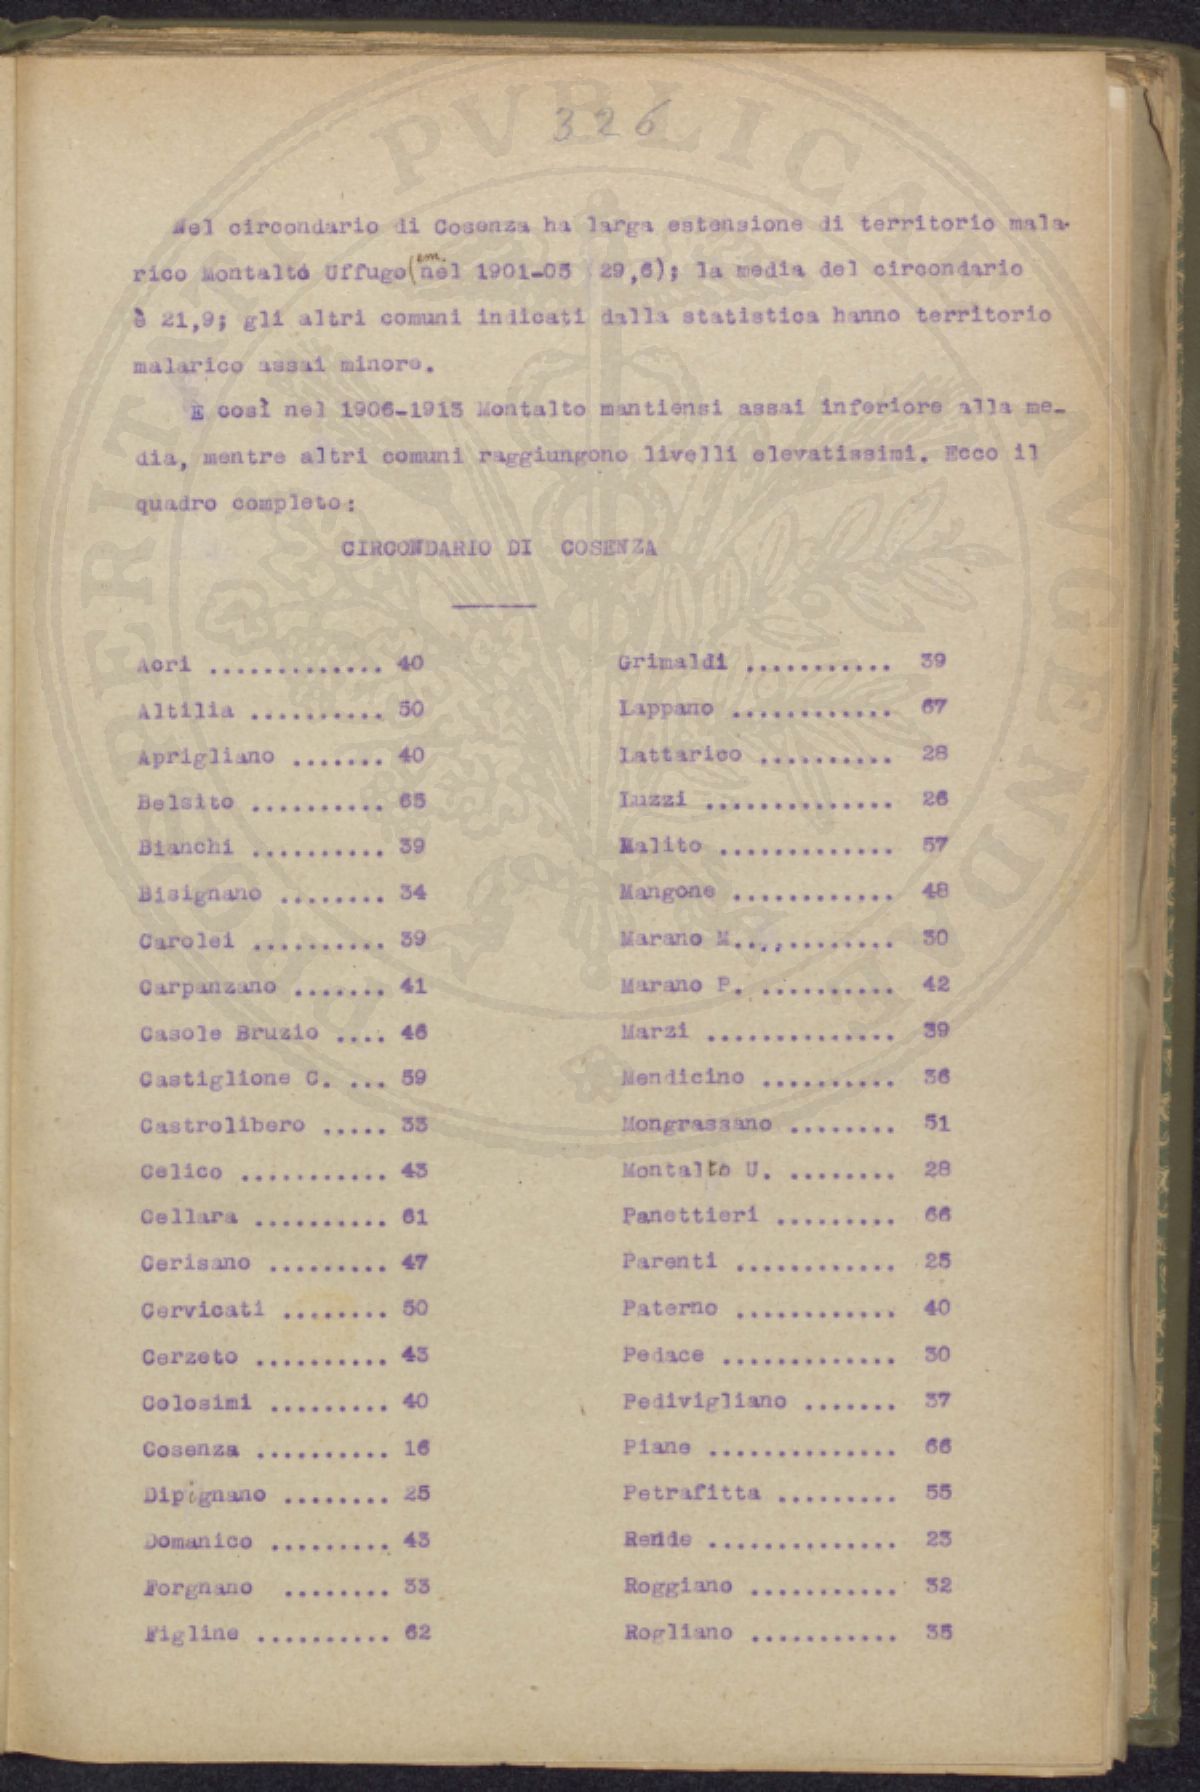 326
Nel circondario di Cosenza ha larga estensione di territorio mala-
rico Montalto Uffugo (em. nel 1901-05 29,6); la media del circondario
è 21,9; gli altri comuni indicati dalla statistica hanno territorio
malarico assai minore.
E così nel 1906-1913 Montalto mantiensi assai inferiore alla me-
dia, mentre altri comuni raggiungono livelli elevatissimi. Ecco il
quadro completo:
CIRCONDARIO DI COSENZA
Acri ............. 40
Altilia .......... 50
Aprigliano ....... 40
Belsito .......... 65
Bianchi .......... 39
Bisignano ........ 34
Carolei .......... 39
Carpanzano ....... 41
Casole Bruzio .... 46
Castiglione C. ... 59
Castrolibero ..... 33
Celico ........... 43
Cellara .......... 61
Cerisano ......... 47
Cervicati ........ 50
Cerzeto .......... 43
Colosimi ......... 40
Cosenza .......... 16
Dipignano ........ 25
Domanico ......... 43
Forgnano ........ 33
Figline .......... 62
Grimaldi ........... 39
Lappano ............ 67
Lattarico .......... 28
Luzzi .............. 26
Malito ............. 57
Mangone ............ 48
Marano M............ 30
Marano P. .......... 42
Marzi .............. 39
Mendicino .......... 36
Mongrassano ........ 51
Montalto U. ........ 28
Panettieri ......... 66
Parenti ............ 25
Paterno ............ 40
Pedace ............. 30
Pedivigliano ....... 37
Piane .............. 66
Petrafitta ......... 55
Rende .............. 23
Roggiano ........... 32
Rogliano ........... 35